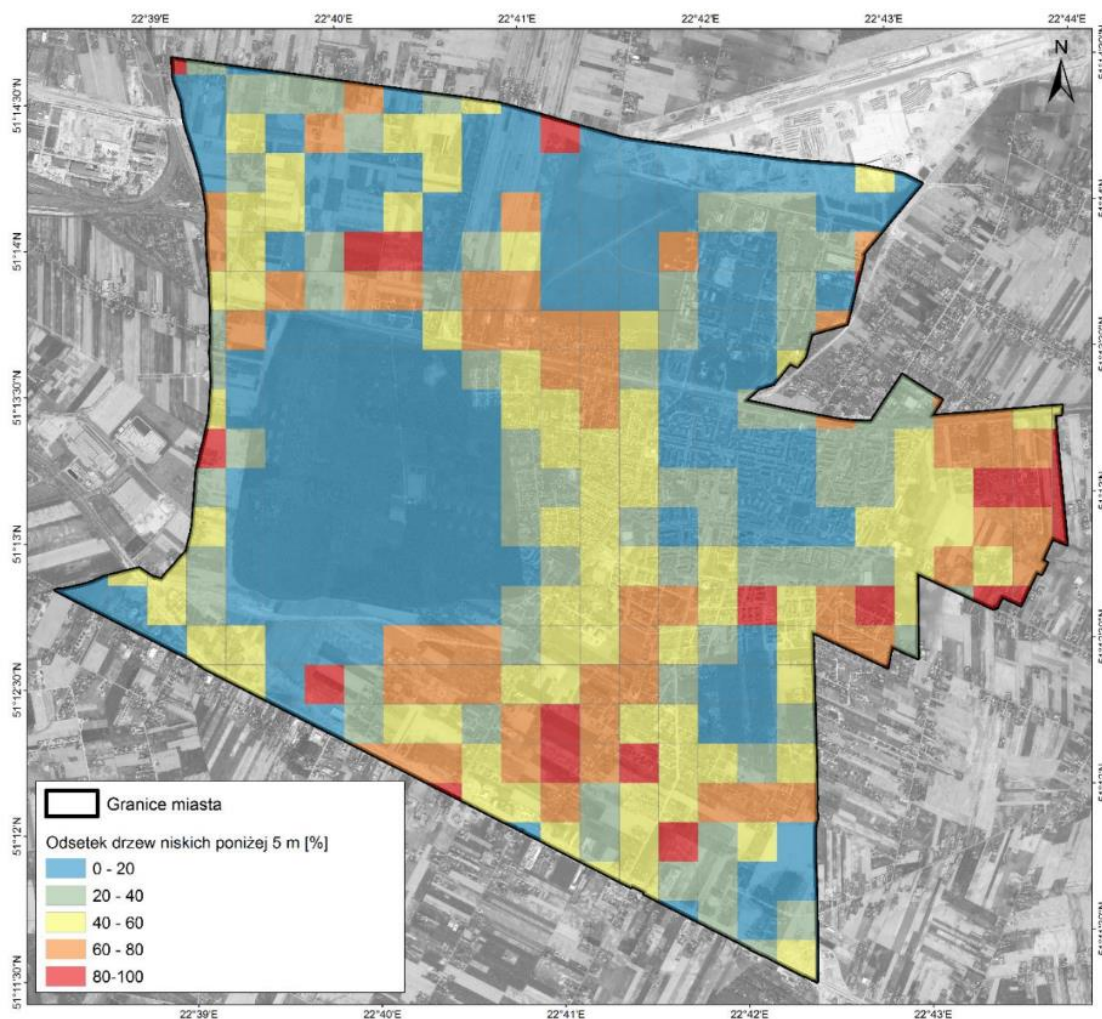 22°39'E 22°40'E 22°41'E 22°42'E 22°43'E 22°44'E
N
51°14'30"N
51°14'N
51°13'30"N
51°13'N
51°12'30"N
51°12'N
51°11'30"N
Granice miasta
Odsetek drzew niskich poniżej 5 m [%]
0 - 20
20 - 40
40 - 60
60 - 80
80-100
22°39'E 22°40'E 22°41'E 22°42'E 22°43'E